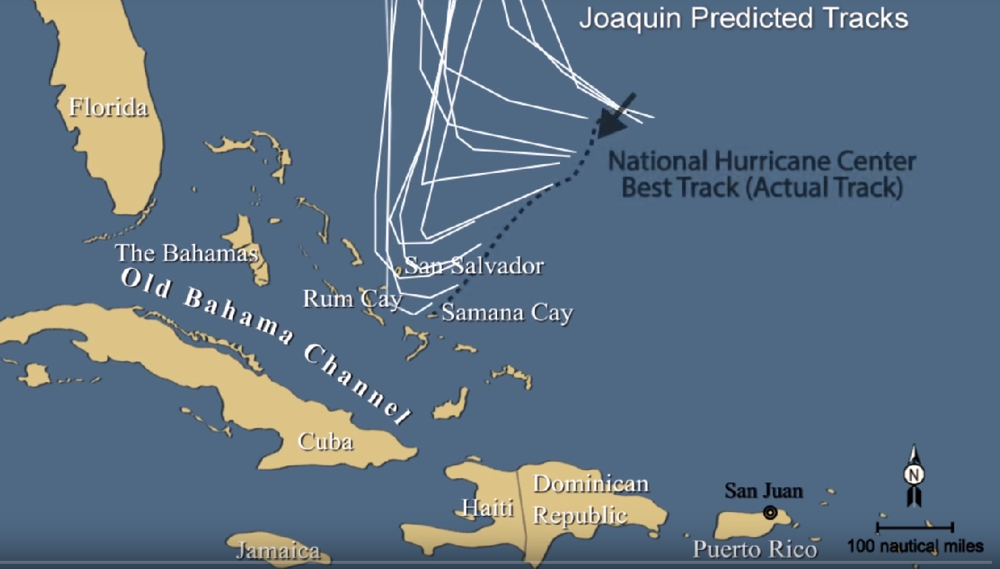 Joaquin Predicted Tracks
Florida
National Hurricane Center
Best Track (Actual Track)
The Bahamas
San Salvador
Old Bahama Channel
Rum Cay
Samana Cay
Cuba
Dominican
Republic
Haiti
San Juan
N
Jamaica
Puerto Rico
100 nautical miles